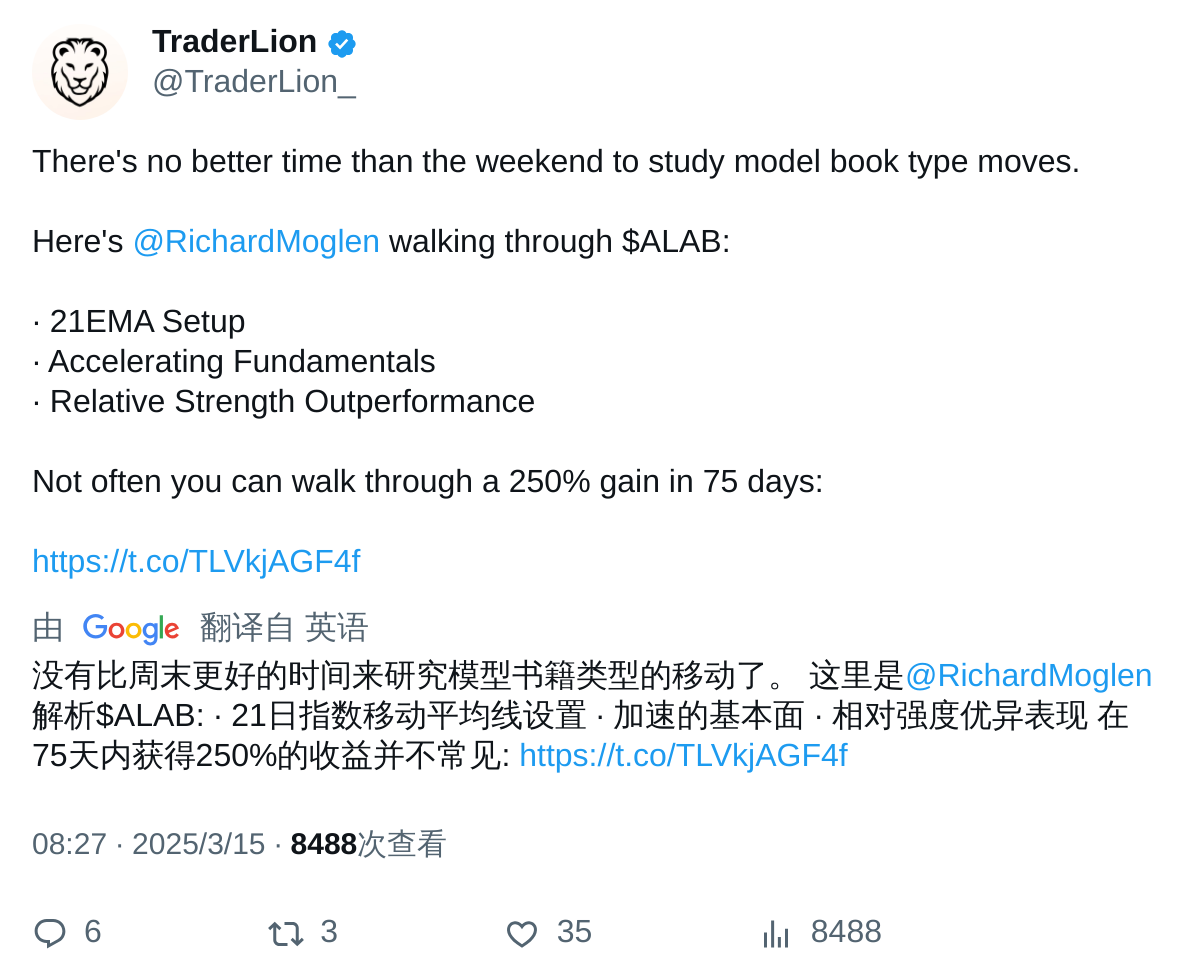 TraderLion
@TraderLion_
There's no better time than the weekend to study model book type moves.
Here's @RichardMoglen walking through $ALAB:
· 21EMA Setup
· Accelerating Fundamentals
· Relative Strength Outperformance
Not often you can walk through a 250% gain in 75 days:
https://t.co/TLVkjAGF4f
由 Google 翻译自 英语
没有比周末更好的时间来研究模型书籍类型的移动了。 这里是@RichardMoglen
解析$ALAB: · 21日指数移动平均线设置 · 加速的基本面 · 相对强度优异表现 在
75天内获得250%的收益并不常见: https://t.co/TLVkjAGF4f
08:27 · 2025/3/15 · 8488次查看
6 3 35 8488